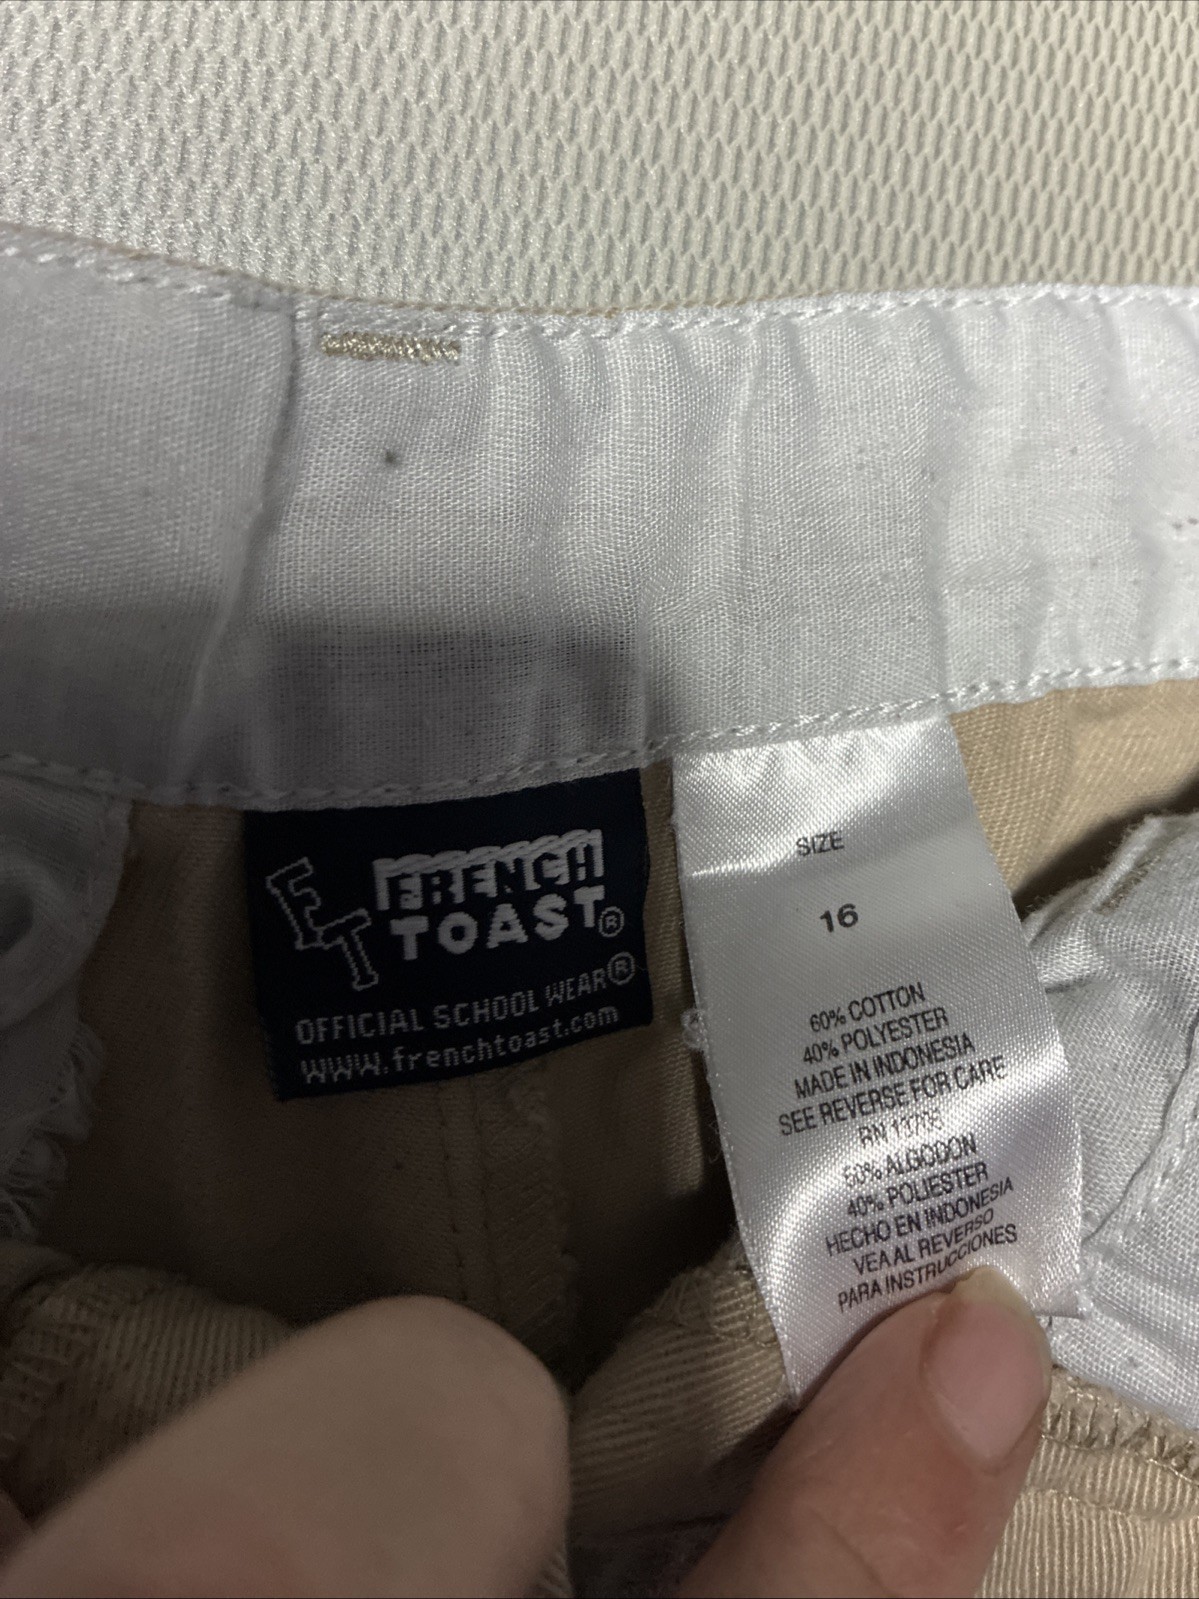 FT
FRENCH
TOAST®
OFFICIAL SCHOOL WEAR®
www.frenchtoast.com
SIZE
16
60% COTTON
40% POLYESTER
MADE IN INDONESIA
SEE REVERSE FOR CARE
RN
60% ALGODON
40% POLIESTER
HECHO EN INDONESIA
VEA AL REVERSO
PARA INSTRUCCIONES